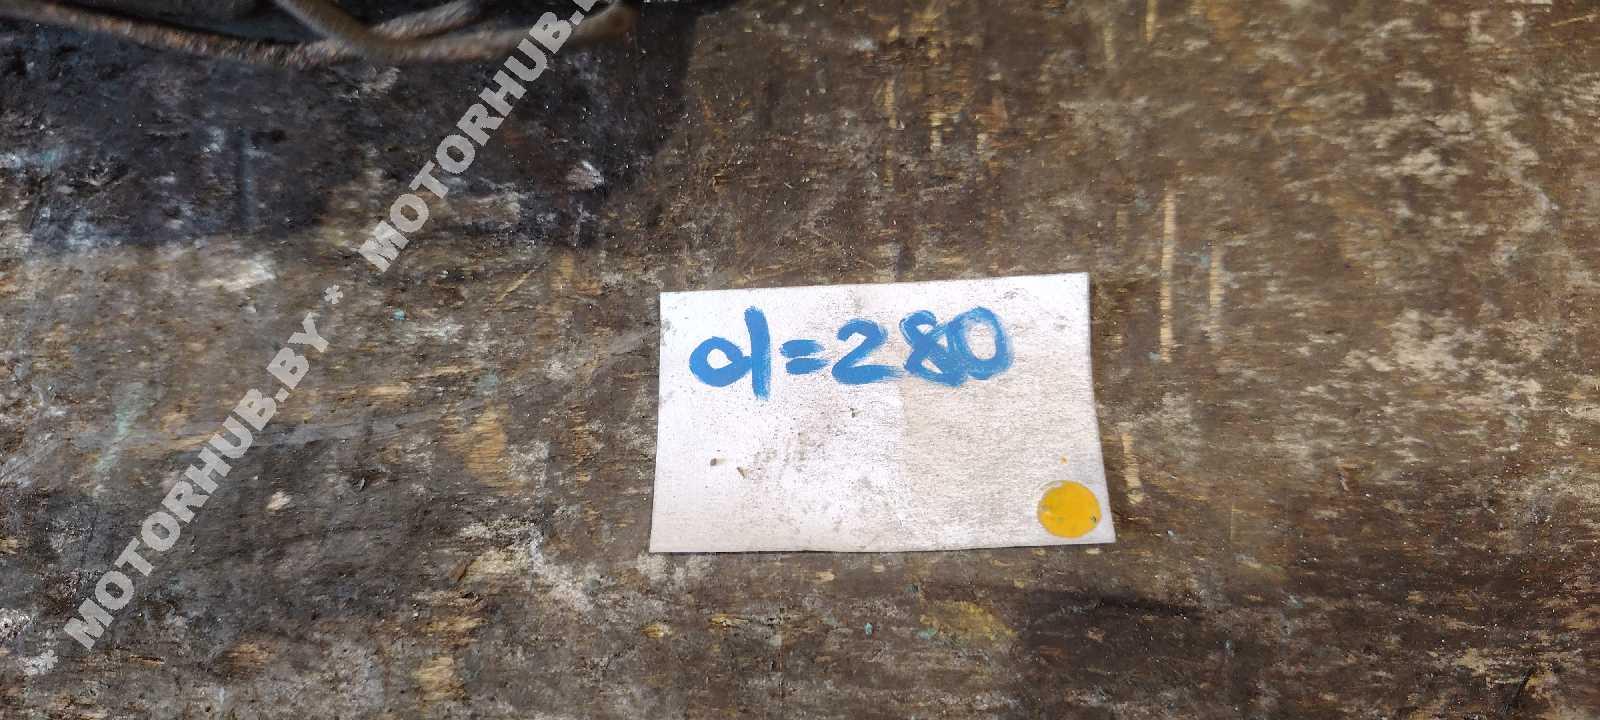 * MOTORHUB.BY * MOTORHUB.
d=280